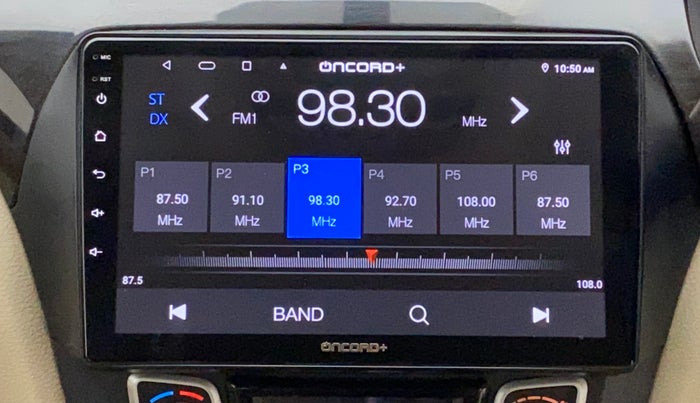 MIC
RST
ONCORD+
10:50 AM
ST
DX
FM1
98.30
MHz
P1
87.50
MHz
P2
91.10
MHz
P3
98.30
MHz
P4
92.70
MHz
P5
108.00
MHz
P6
87.50
MHz
87.5
108.0
BAND
ONCORD+